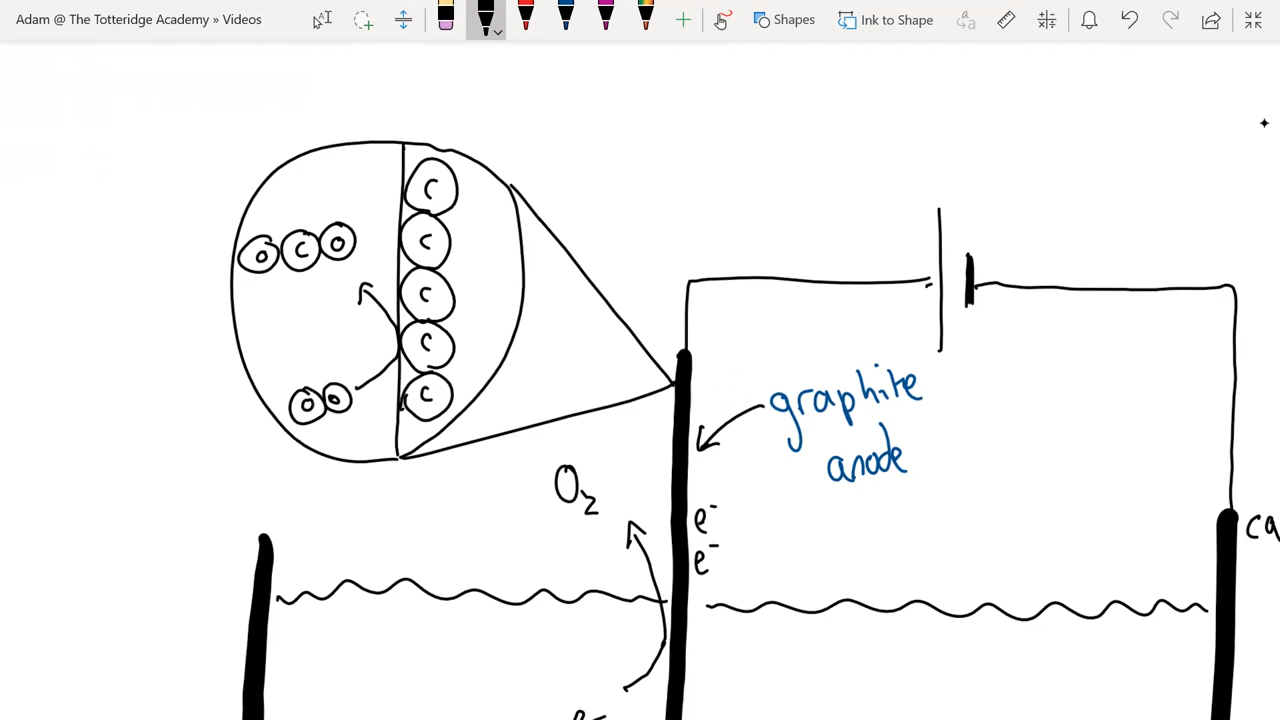 Adam @ The Totteridge Academy » Videos
Shapes
Ink to Shape
C
C
O C O
C
C
O O
C
graphite
anode
O2
e-
e-
ca